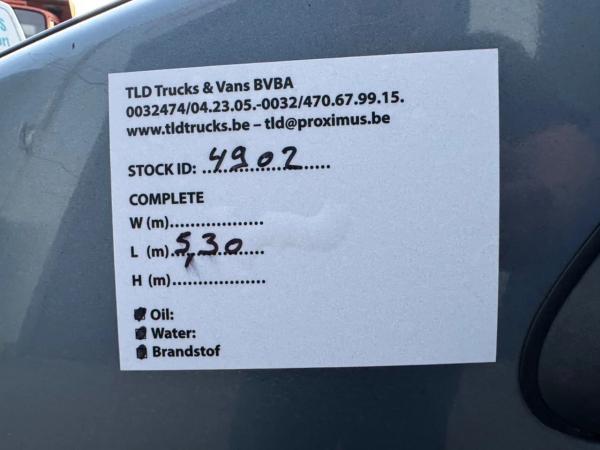 TLD Trucks & Vans BVBA
0032474/04.23.05.-0032/470.67.99.15.
www.tldtrucks.be – tld@proximus.be
STOCK ID: 4902
COMPLETE
W (m)....................
L (m) 5,30
H (m)....................
Oil:
Water:
Brandstof